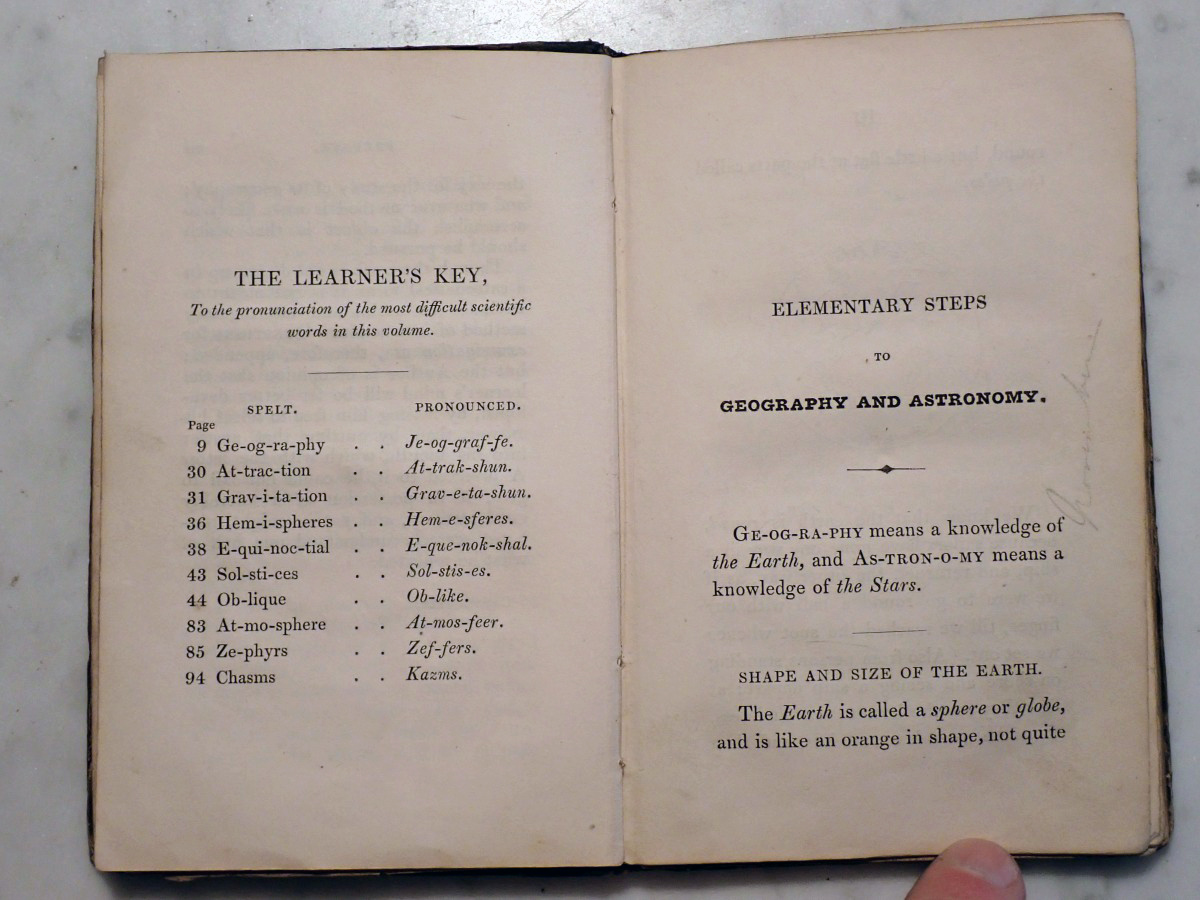 THE LEARNER'S KEY,
To the pronunciation of the most difficult scientific
words in this volume.
SPELT. PRONOUNCED.
Page
9 Ge-og-ra-phy . . Je-og-graf-fe.
30 At-trac-tion . . At-trak-shun.
31 Grav-i-ta-tion . . Grav-e-ta-shun.
36 Hem-i-spheres . . Hem-e-sferes.
38 E-qui-noc-tial . . E-que-nok-shal.
43 Sol-sti-ces . . Sol-stis-es.
44 Ob-lique . . Ob-like.
83 At-mo-sphere . . At-mos-feer.
85 Ze-phyrs . . Zef-fers.
94 Chasms . . Kazms.
ELEMENTARY STEPS
TO
GEOGRAPHY AND ASTRONOMY.
GE-OG-RA-PHY means a knowledge of
the Earth, and AS-TRON-O-MY means a
knowledge of the Stars.
SHAPE AND SIZE OF THE EARTH.
The Earth is called a sphere or globe,
and is like an orange in shape, not quite